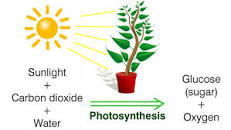 Sunlight
+
Carbon dioxide
+
Water
Photosynthesis
Glucose
(sugar)
+
Oxygen